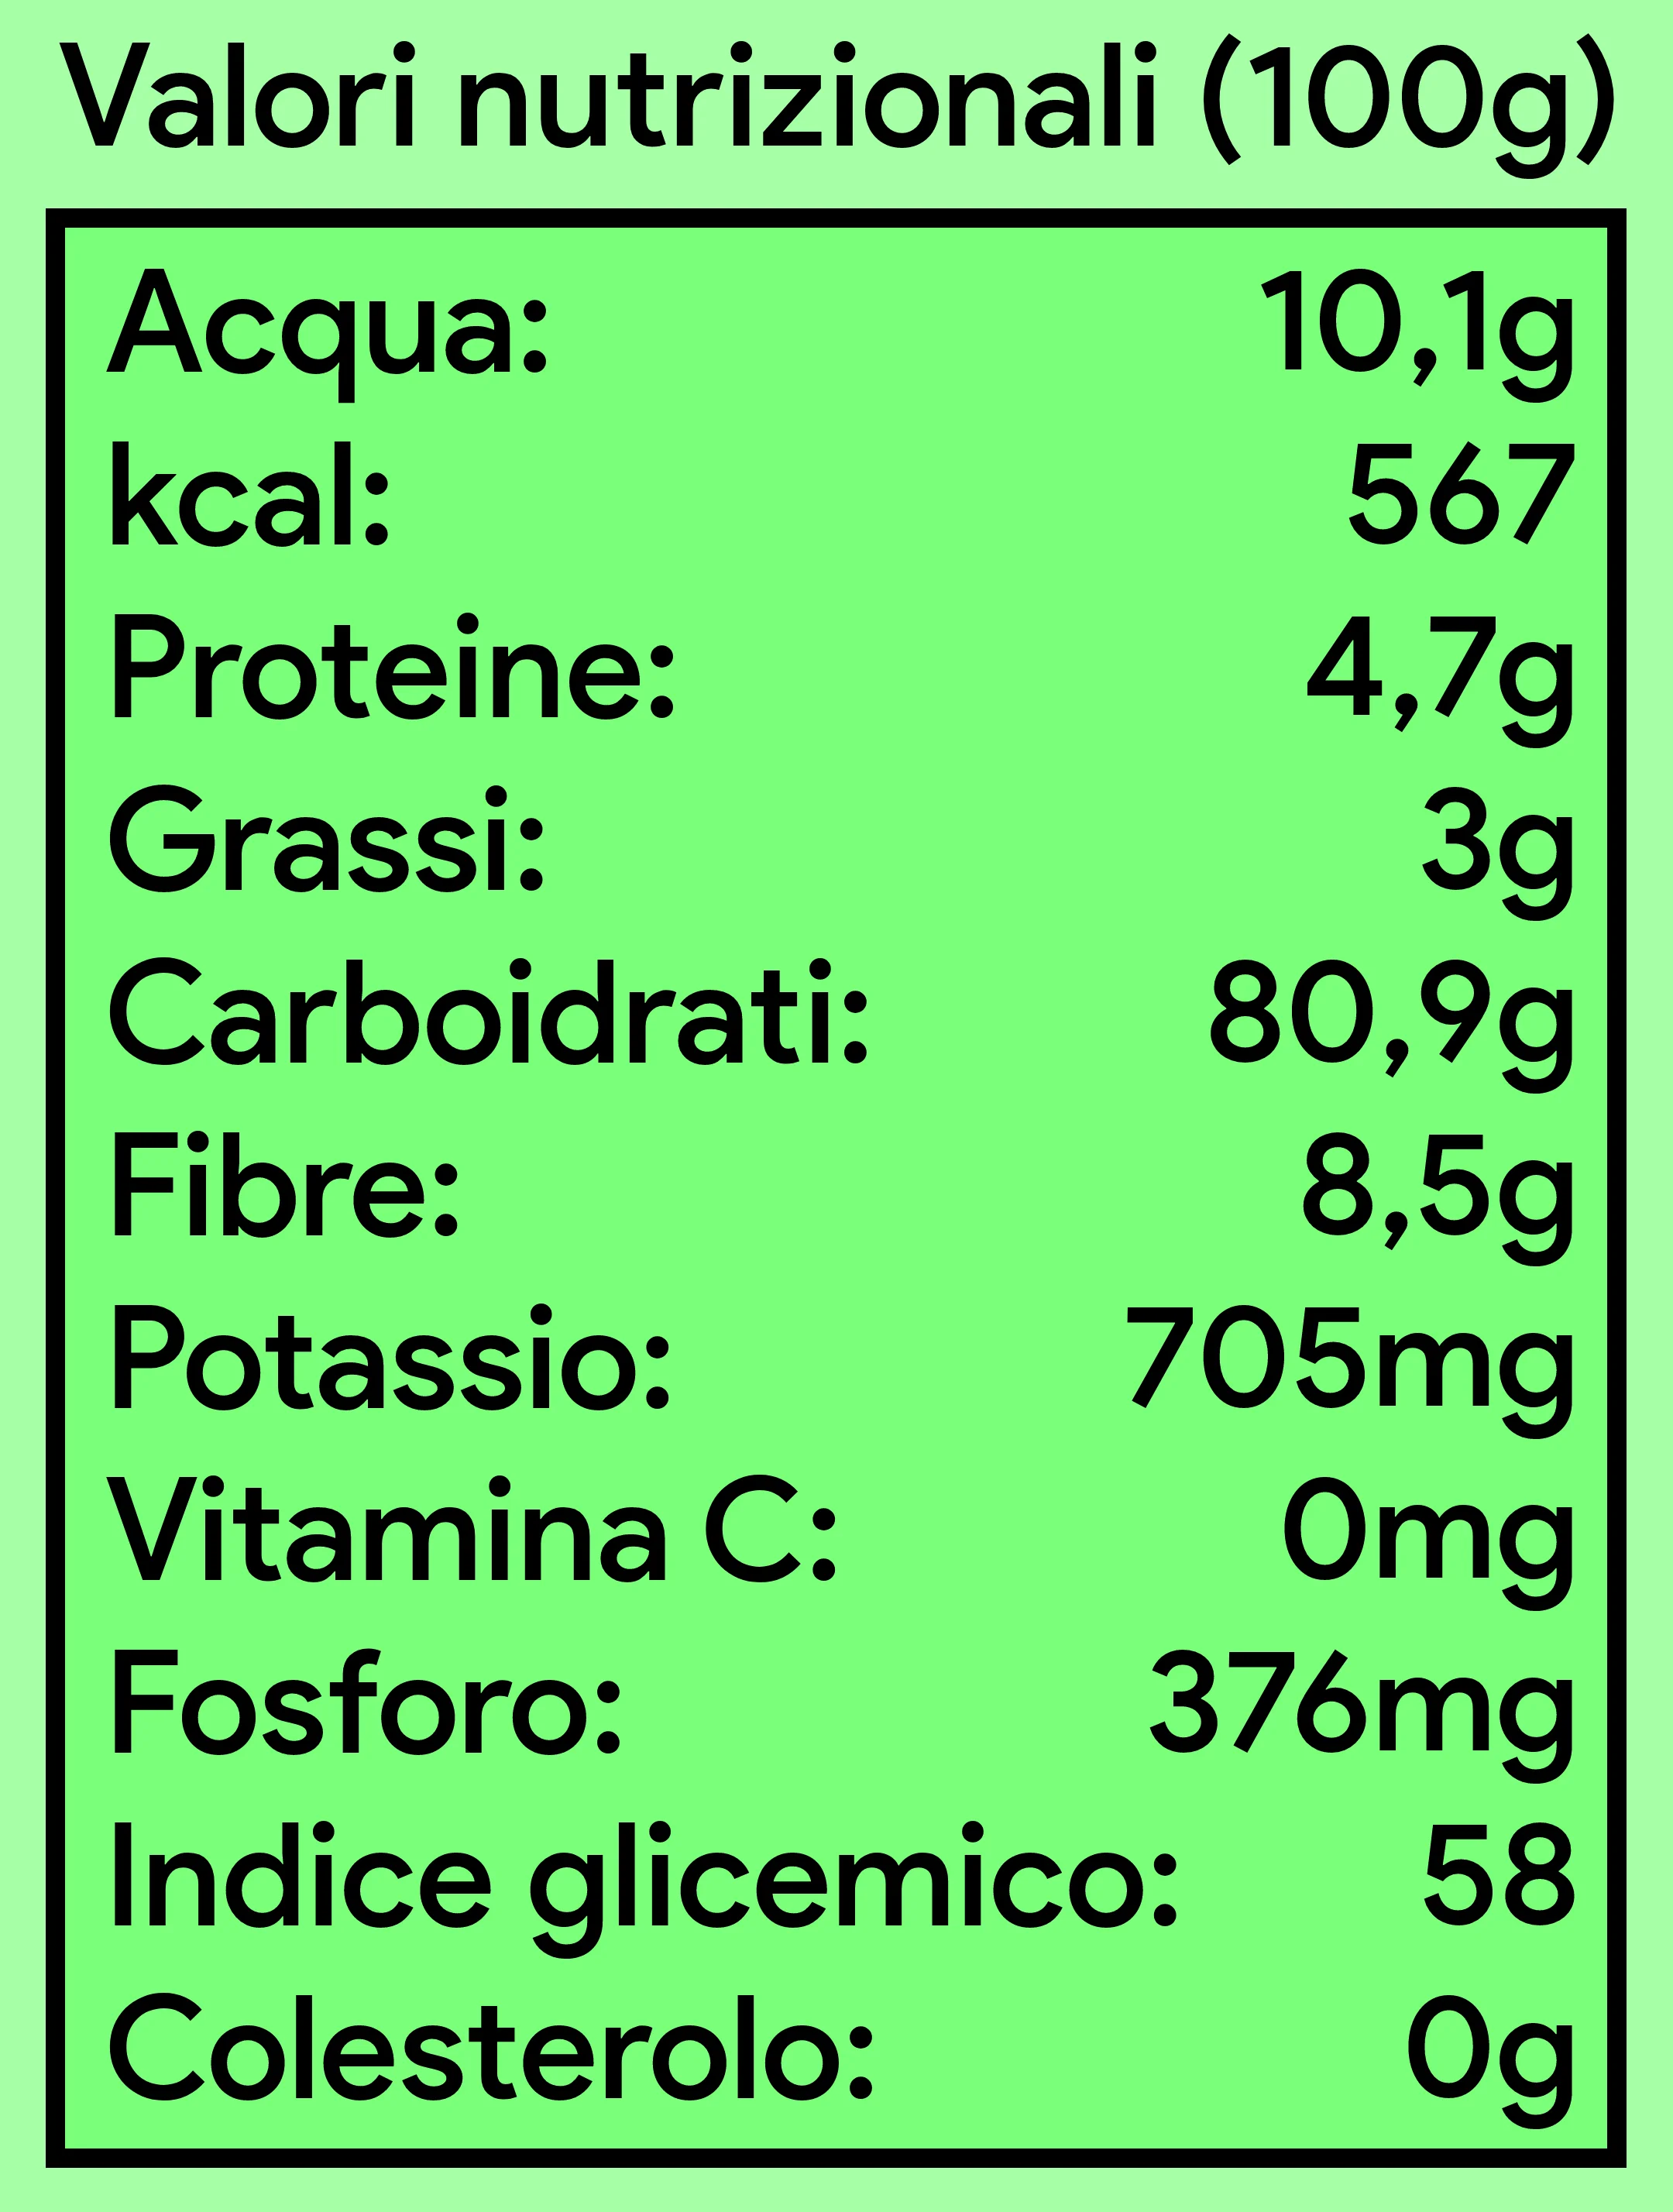 Valori nutrizionali (100g)
Acqua: 10,1g
kcal: 567
Proteine: 4,7g
Grassi: 3g
Carboidrati: 80,9g
Fibre: 8,5g
Potassio: 705mg
Vitamina C: 0mg
Fosforo: 376mg
Indice glicemico: 58
Colesterolo: 0g